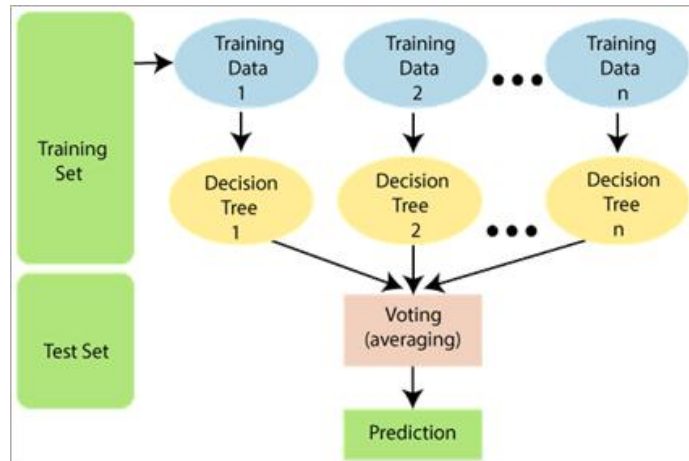 Training
Set
Test Set
Training
Data
1
Training
Data
2
Training
Data
n
Decision
Tree
1
Decision
Tree
2
Decision
Tree
n
Voting
(averaging)
Prediction